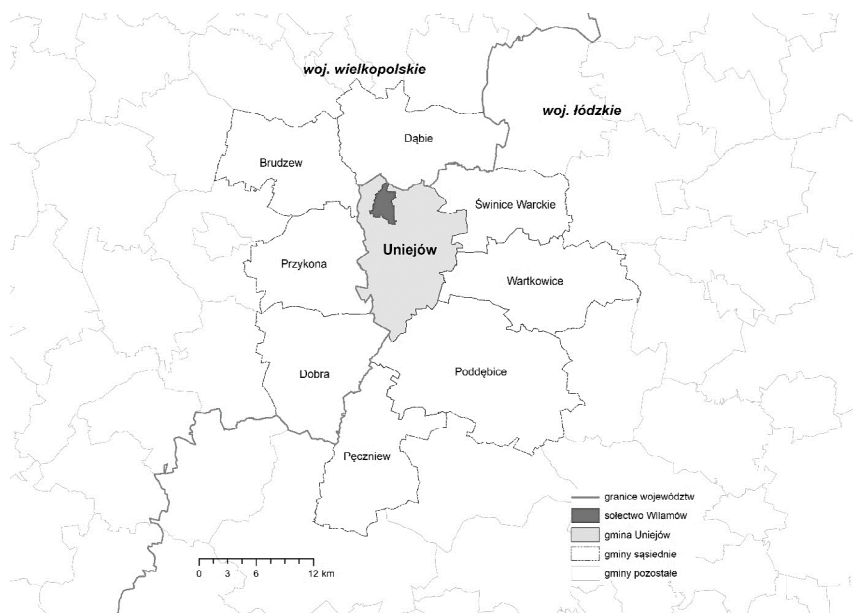 woj. wielkopolskie
woj. łódzkie
Dąbie
Brudzew
Świnice Warckie
Uniejów
Przykona
Wartkowice
Dobra
Poddębice
Pęczniew
granice województw
sołectwo Wilamów
gmina Uniejów
gminy sąsiednie
gminy pozostałe
0 3 6 12 km